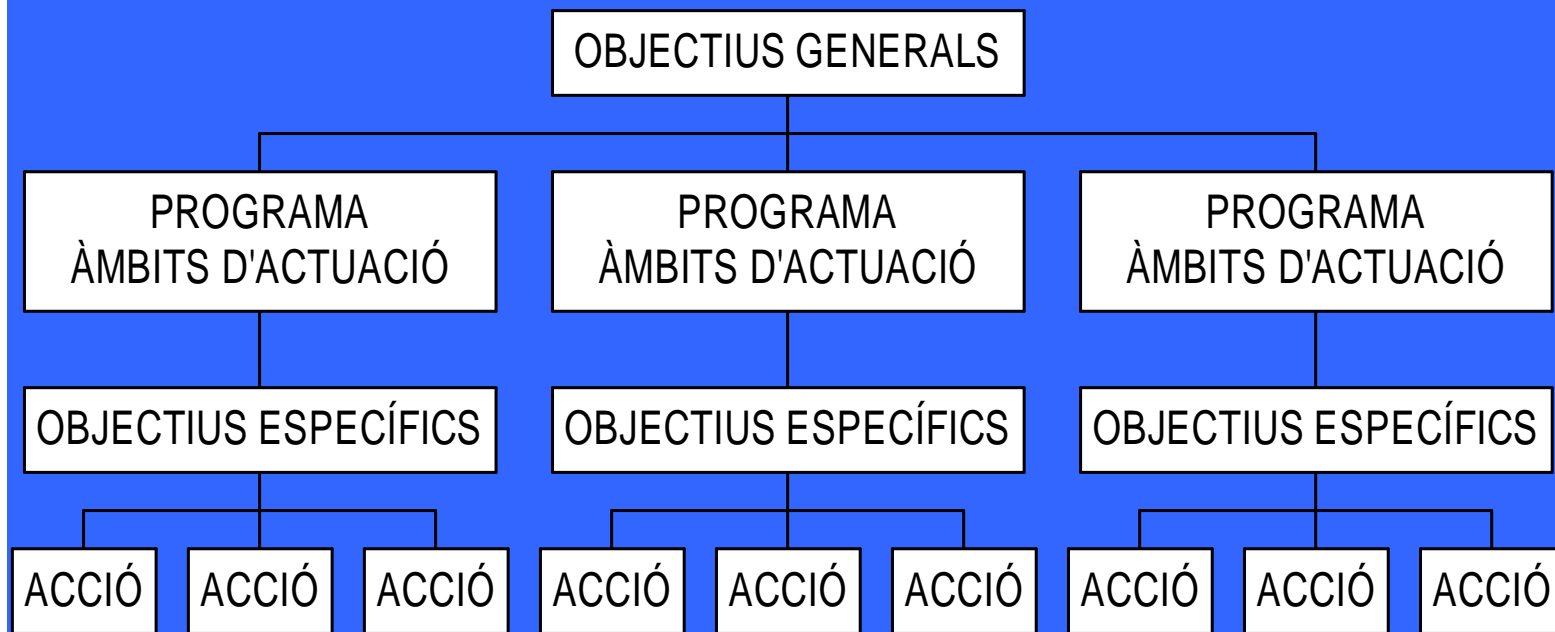 OBJECTIUS GENERALS
PROGRAMA
ÀMBITS D'ACTUACIÓ
PROGRAMA
ÀMBITS D'ACTUACIÓ
PROGRAMA
ÀMBITS D'ACTUACIÓ
OBJECTIUS ESPECÍFICS
OBJECTIUS ESPECÍFICS
OBJECTIUS ESPECÍFICS
ACCIÓ
ACCIÓ
ACCIÓ
ACCIÓ
ACCIÓ
ACCIÓ
ACCIÓ
ACCIÓ
ACCIÓ